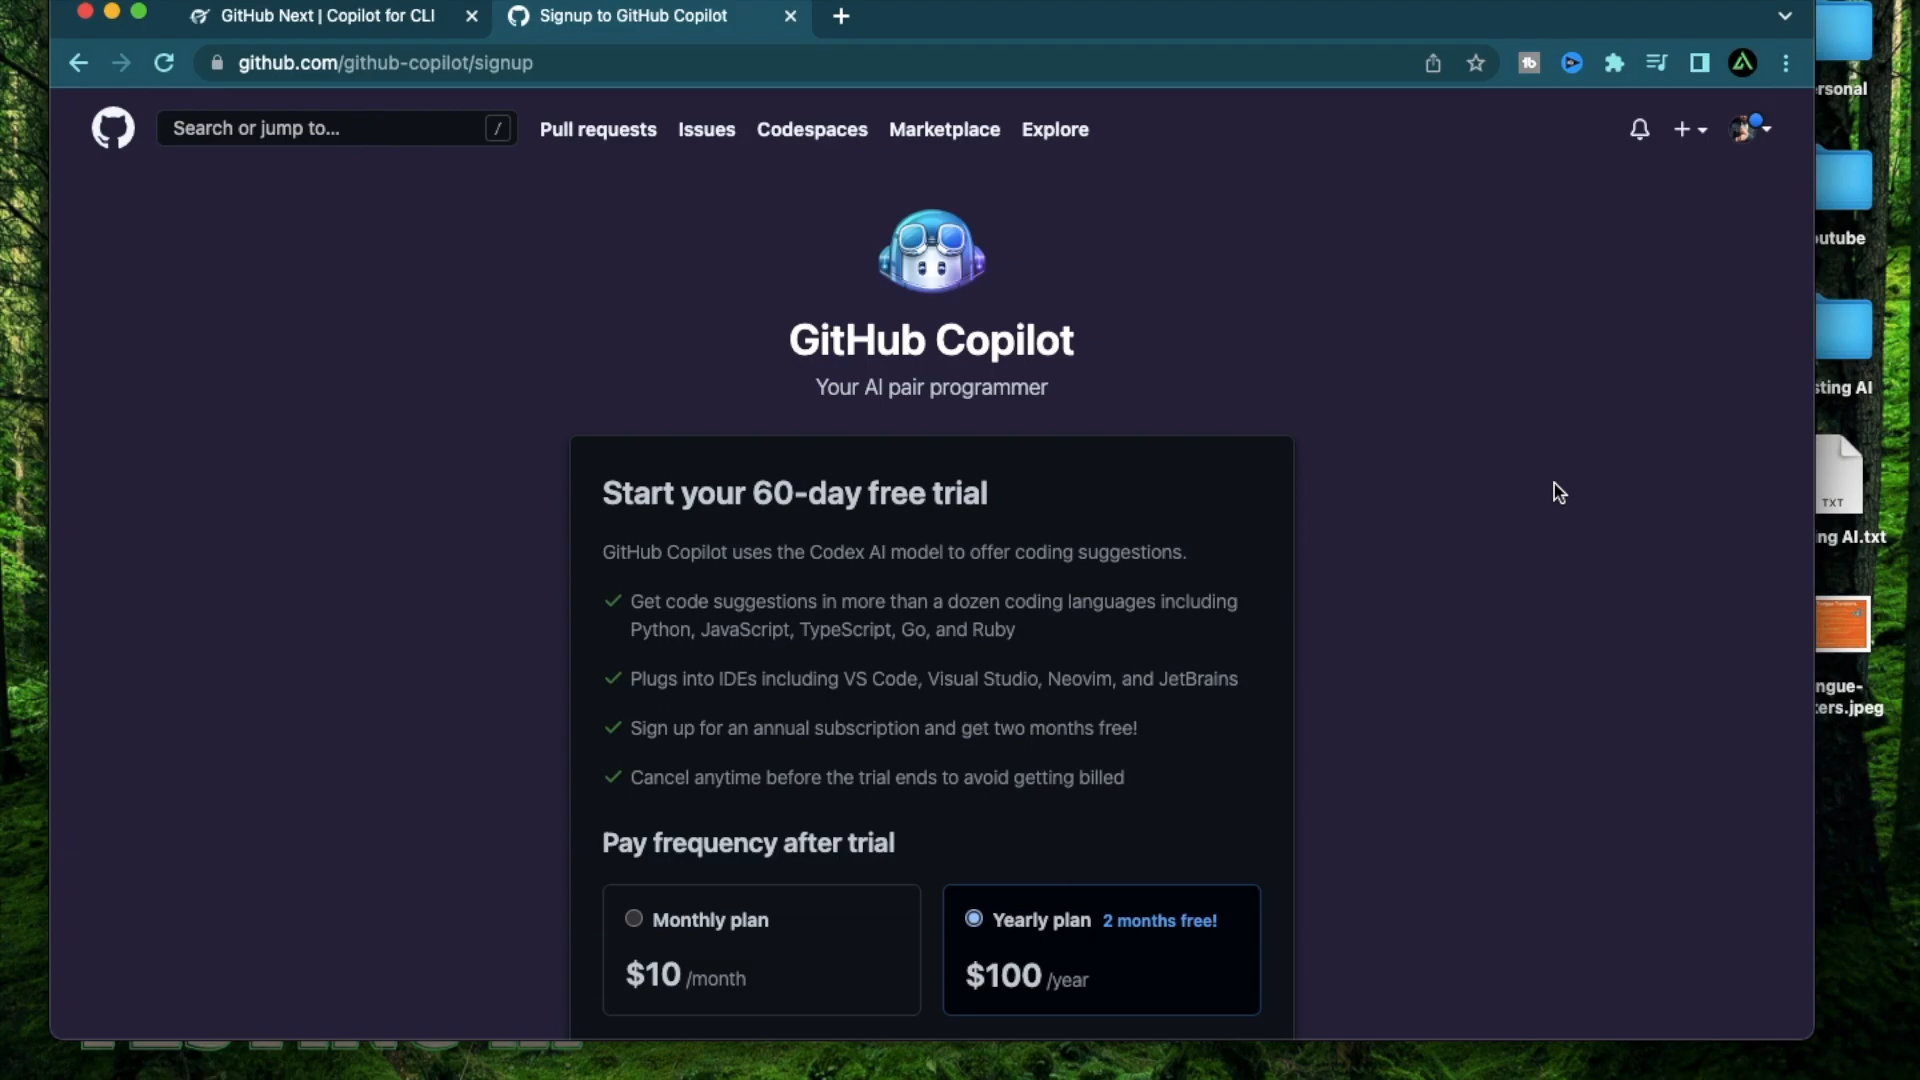 GitHub Next | Copilot for CLI
Signup to GitHub Copilot
github.com/github-copilot/signup
Search or jump to... /
Pull requests Issues Codespaces Marketplace Explore
GitHub Copilot
Your AI pair programmer
Start your 60-day free trial
GitHub Copilot uses the Codex AI model to offer coding suggestions.
Get code suggestions in more than a dozen coding languages including
Python, JavaScript, TypeScript, Go, and Ruby
Plugs into IDEs including VS Code, Visual Studio, Neovim, and JetBrains
Sign up for an annual subscription and get two months free!
Cancel anytime before the trial ends to avoid getting billed
Pay frequency after trial
Monthly plan
$10 /month
Yearly plan 2 months free!
$100 /year
rsonal
outube
sting AI
TXT
ng AI.txt
ngue-
ers.jpeg